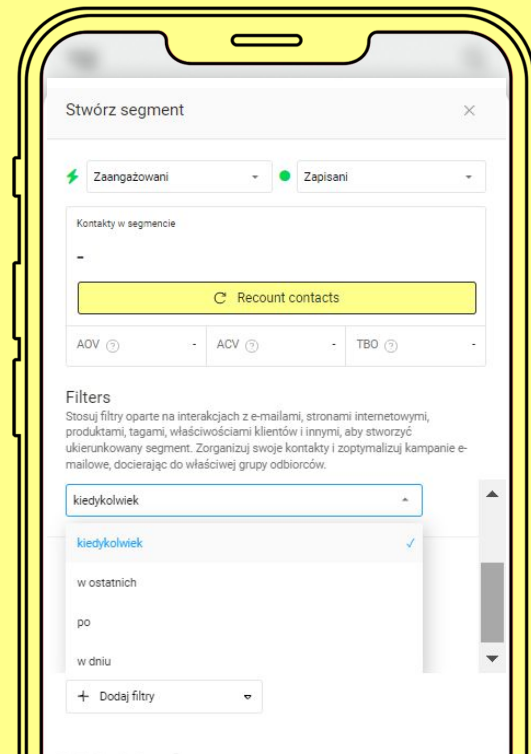 Stwórz segment
Zaangażowani
Zapisani
Kontakty w segmencie
-
Recount contacts
AOV - ACV - TBO -
Filters
Stosuj filtry oparte na interakcjach z e-mailami, stronami internetowymi,
produktami, tagami, właściwościami klientów i innymi, aby stworzyć
ukierunkowany segment. Zorganizuj swoje kontakty i zoptymalizuj kampanie e-
mailowe, docierając do właściwej grupy odbiorców.
kiedykolwiek
kiedykolwiek
w ostatnich
po
w dniu
+ Dodaj filtry